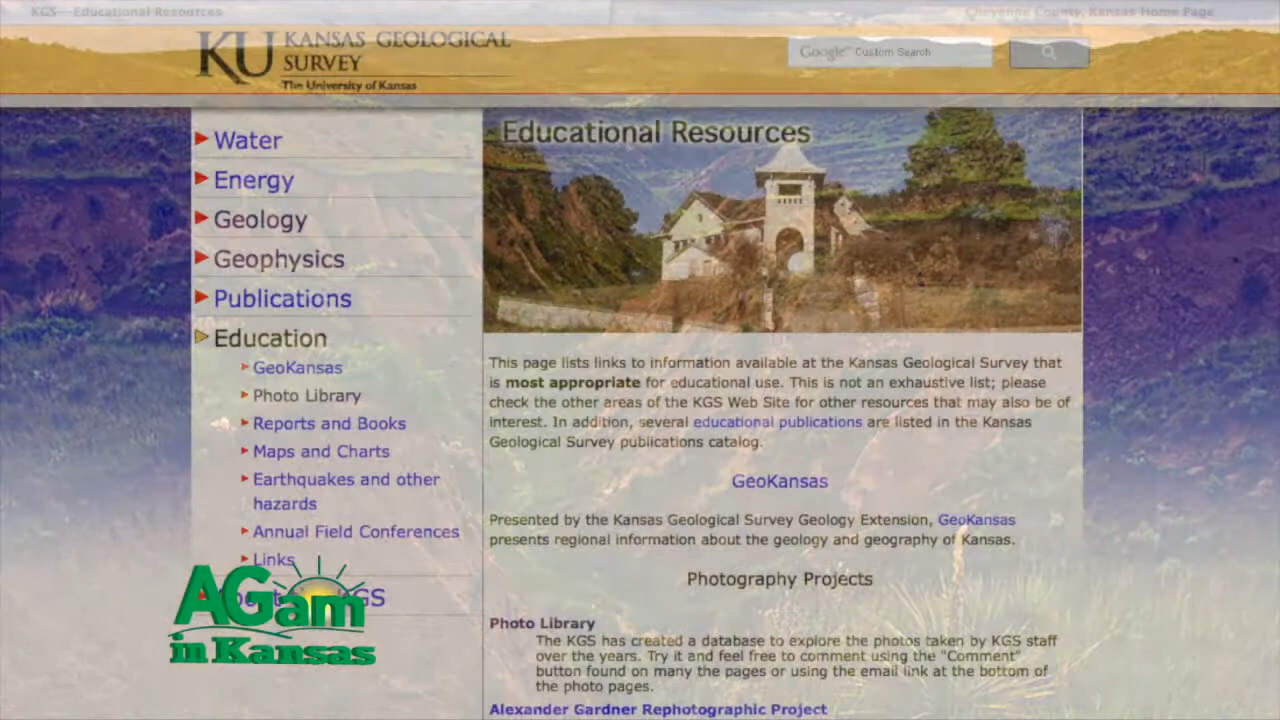 KGS—Educational Resources
Cheyenne County, Kansas Home Page
KU KANSAS GEOLOGICAL
SURVEY
The University of Kansas
Google™ Custom Search
Water
Energy
Geology
Geophysics
Publications
Education
GeoKansas
Photo Library
Reports and Books
Maps and Charts
Earthquakes and other
hazards
Annual Field Conferences
Links
GS
AGam
in Kansas
Educational Resources
This page lists links to information available at the Kansas Geological Survey that
is most appropriate for educational use. This is not an exhaustive list; please
check the other areas of the KGS Web Site for other resources that may also be of
interest. In addition, several educational publications are listed in the Kansas
Geological Survey publications catalog.
GeoKansas
Presented by the Kansas Geological Survey Geology Extension, GeoKansas
presents regional information about the geology and geography of Kansas.
Photography Projects
Photo Library
The KGS has created a database to explore the photos taken by KGS staff
over the years. Try it and feel free to comment using the "Comment"
button found on many the pages or using the email link at the bottom of
the photo pages.
Alexander Gardner Rephotographic Project